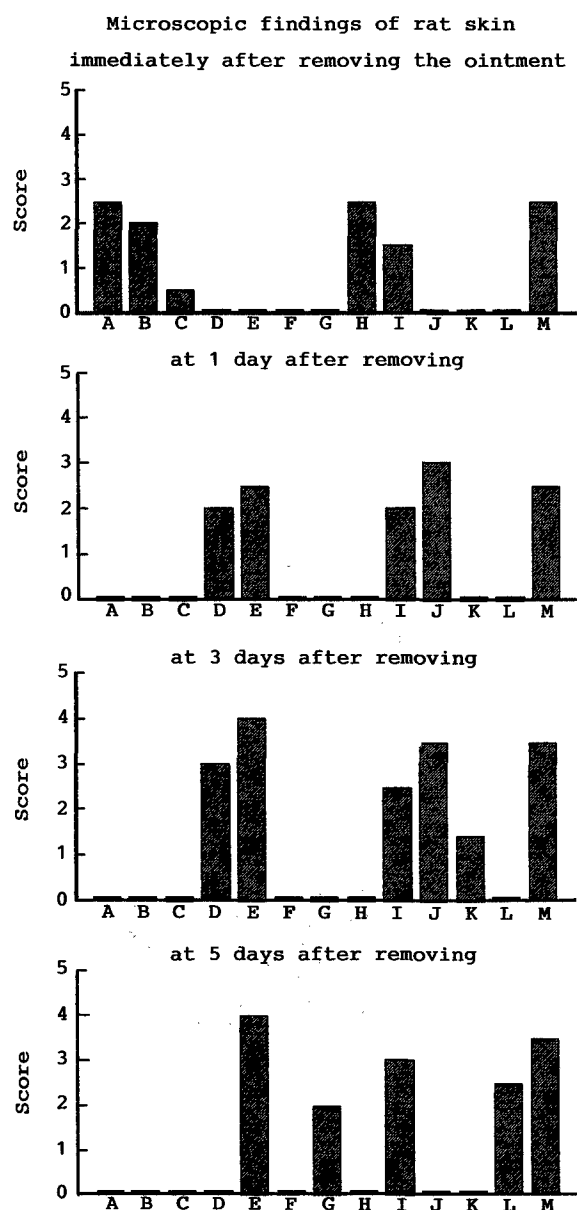 Microscopic findings of rat skin
immediately after removing the ointment
5
4
3
2
1
0
Score
A B C D E F G H I J K L M
at 1 day after removing
5
4
3
2
1
0
Score
A B C D E F G H I J K L M
at 3 days after removing
5
4
3
2
1
0
Score
A B C D E F G H I J K L M
at 5 days after removing
5
4
3
2
1
0
Score
A B C D E F G H I J K L M